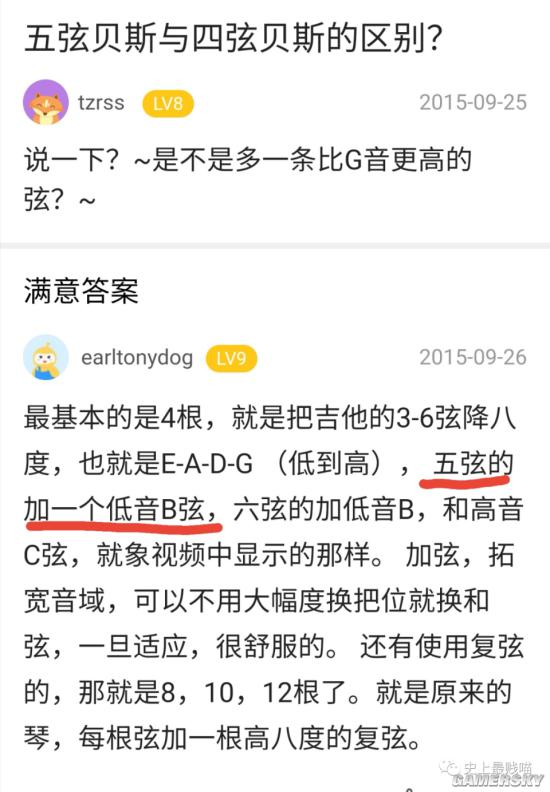 五弦贝斯与四弦贝斯的区别？
tzrss LV8 2015-09-25
说一下？~是不是多一条比G音更高的
弦？~
满意答案
earltonydog LV9 2015-09-26
最基本的是4根，就是把吉他的3-6弦降八
度，也就是E-A-D-G （低到高），五弦的
加一个低音B弦，六弦的加低音B，和高音
C弦，就象视频中显示的那样。 加弦，拓
宽音域，可以不用大幅度换把位就换和
弦，一旦适应，很舒服的。 还有使用复弦
的，那就是8，10，12根了。就是原来的
琴，每根弦加一根高八度的复弦。
史上最贱喵
GAMERSKY